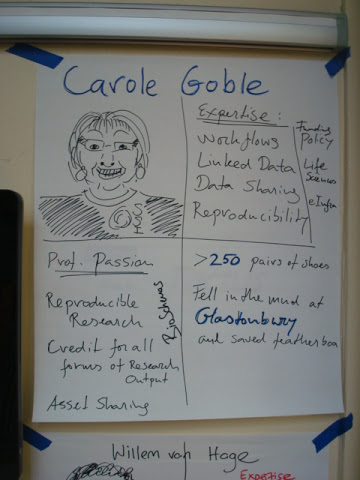 Carole Goble
HUGS
Expertise:
Workflows
Linked Data
Data Sharing
Reproducibility
Funding
Policy
Life
Sciences
eInfra
Prof. Passion
Reproducible
Research
Credit for all
forms of Research
Output
Asset Sharing
>250 pairs of shoes
Fell in the mud at
Glastonbury
and saved feather boa
Willem van Hage
Expertise